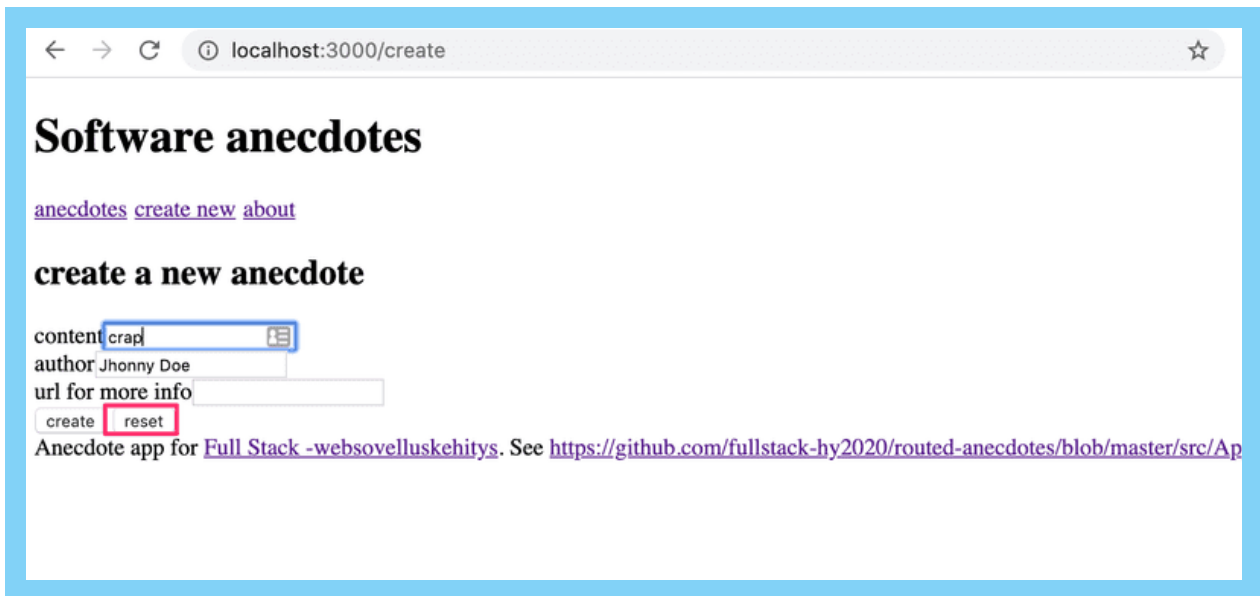 localhost:3000/create
Software anecdotes
anecdotes create new about
create a new anecdote
content crap
author Jhonny Doe
url for more info
create reset
Anecdote app for Full Stack -websovelluskehitys. See https://github.com/fullstack-hy2020/routed-anecdotes/blob/master/src/Ap